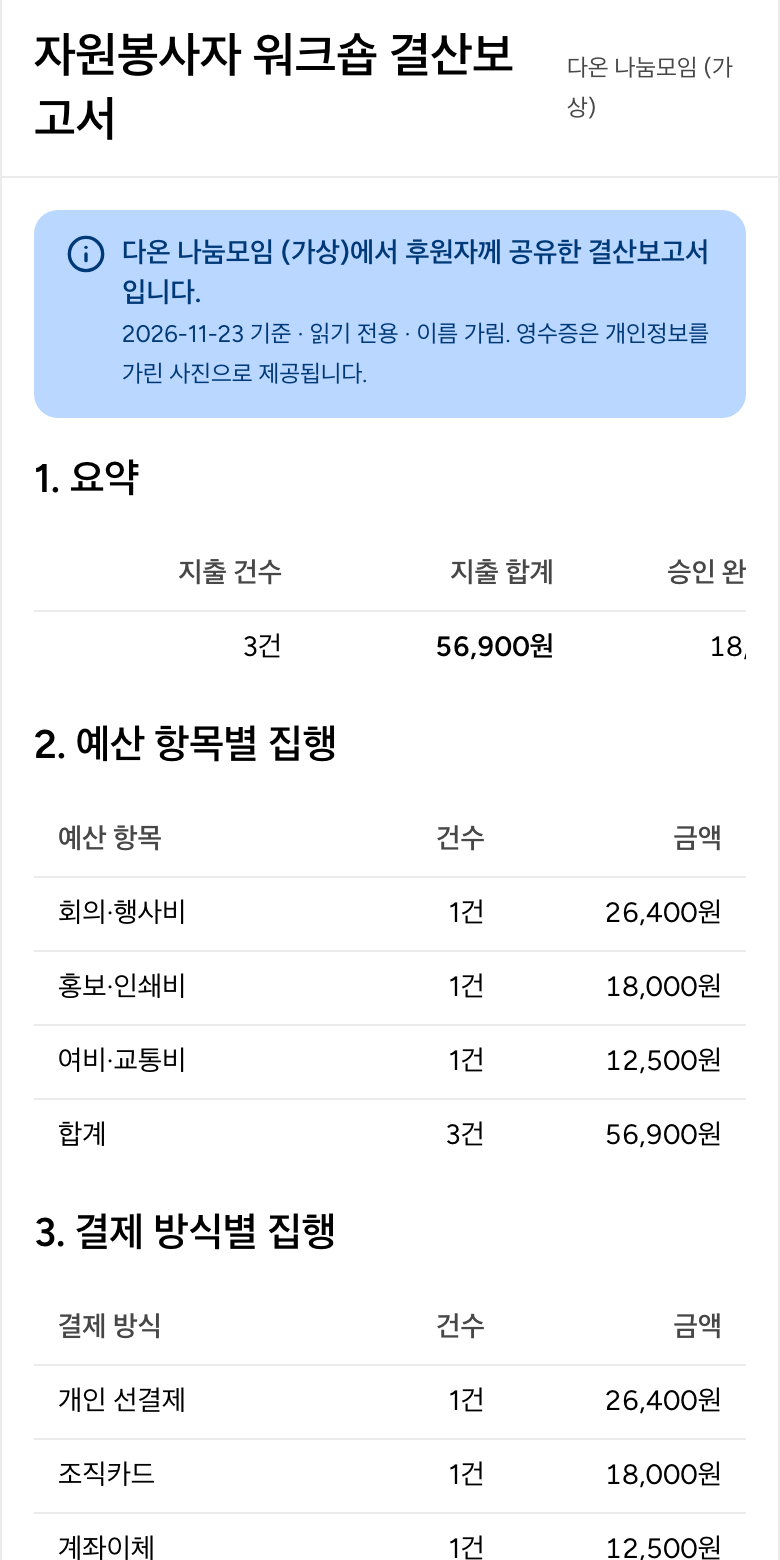 자원봉사자 워크숍 결산보
고서
다온 나눔모임 (가
상)
다온 나눔모임 (가상)에서 후원자께 공유한 결산보고서
입니다.
2026-11-23 기준 · 읽기 전용 · 이름 가림. 영수증은 개인정보를
가린 사진으로 제공됩니다.
1. 요약
지출 건수 지출 합계 승인 완
3건 56,900원 18,
2. 예산 항목별 집행
예산 항목 건수 금액
회의·행사비 1건 26,400원
홍보·인쇄비 1건 18,000원
여비·교통비 1건 12,500원
합계 3건 56,900원
3. 결제 방식별 집행
결제 방식 건수 금액
개인 선결제 1건 26,400원
조직카드 1건 18,000원
계좌이체 1건 12,500원